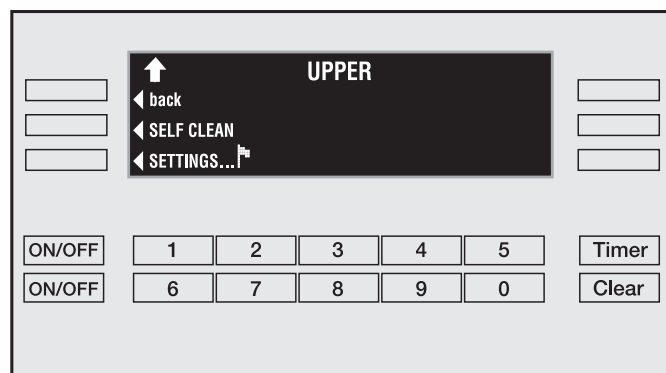 UPPER
back
SELF CLEAN
SETTINGS...
ON/OFF 1 2 3 4 5 Timer
ON/OFF 6 7 8 9 0 Clear